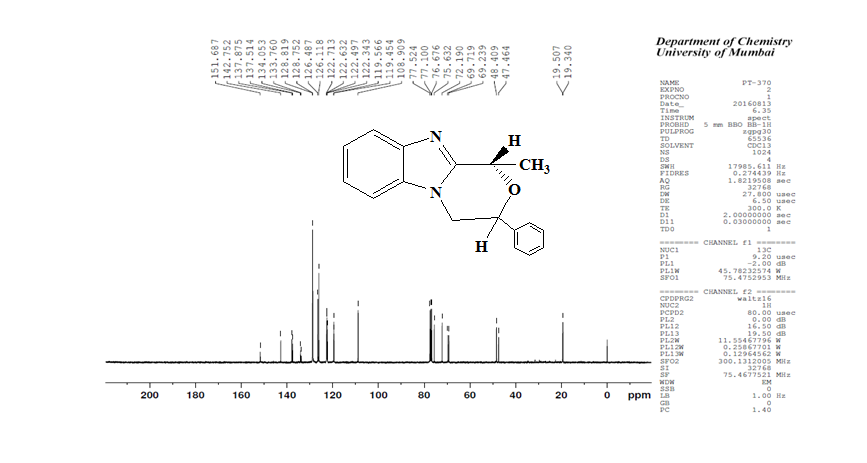 Department of Chemistry
University of Mumbai
151.687
142.752
137.875
137.514
134.053
133.760
128.819
128.752
126.487
126.118
122.713
122.632
122.497
122.343
119.566
119.454
108.909
77.524
77.100
76.676
75.632
72.190
69.719
69.239
48.409
47.464
19.507
19.340
NAME PT-370
EXPNO 2
PROCNO 1
Date_ 20160813
Time 6.35
INSTRUM spect
PROBHD 5 mm BBO BB-1H
PULPROG zgpg30
TD 65536
SOLVENT CDCl3
NS 1024
DS 4
SWH 17985.611 Hz
FIDRES 0.274439 Hz
AQ 1.8219508 sec
RG 32768
DW 27.800 usec
DE 6.50 usec
TE 300.0 K
D1 2.00000000 sec
D11 0.03000000 sec
TD0 1
======== CHANNEL f1 ========
NUC1 13C
P1 9.20 usec
PL1 -2.00 dB
PL1W 45.78232574 W
SFO1 75.4752953 MHz
======== CHANNEL f2 ========
CPDPRG2 waltz16
NUC2 1H
PCPD2 80.00 usec
PL2 0.00 dB
PL12 16.50 dB
PL13 19.50 dB
PL2W 11.55467796 W
PL12W 0.25867701 W
PL13W 0.12964562 W
SFO2 300.1312005 MHz
SI 32768
SF 75.4677521 MHz
WDW EM
SSB 0
LB 1.00 Hz
GB 0
PC 1.40
N
H
CH3
O
N
H
200 180 160 140 120 100 80 60 40 20 0 ppm